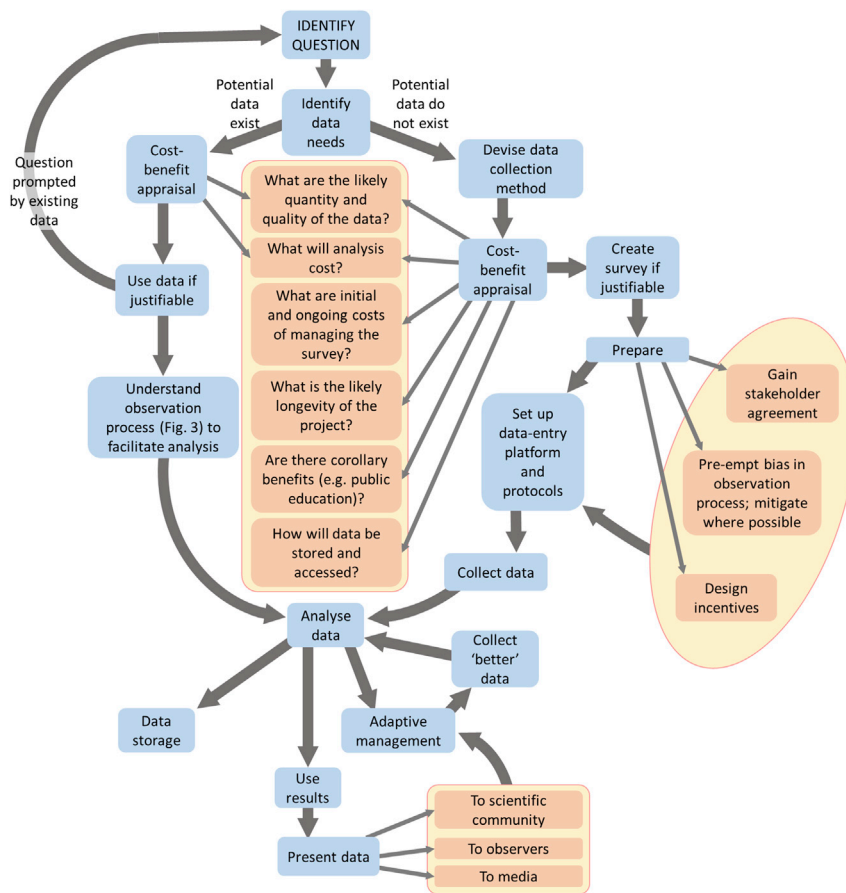 IDENTIFY
QUESTION
Potential
data
exist
Potential
data do
not exist
Identify
data
needs
Cost-
benefit
appraisal
Devise data
collection
method
Question
prompted
by existing
data
What are the likely
quantity and
quality of the data?
What will analysis
cost?
What are initial
and ongoing costs
of managing the
survey?
What is the likely
longevity of the
project?
Are there corollary
benefits (e.g. public
education)?
How will data be
stored and
accessed?
Cost-
benefit
appraisal
Create
survey if
justifiable
Use data if
justifiable
Prepare
Understand
observation
process (Fig. 3) to
facilitate analysis
Set up
data-entry
platform
and
protocols
Gain
stakeholder
agreement
Pre-empt bias in
observation
process; mitigate
where possible
Design
incentives
Collect data
Analyse
data
Collect
‘better’
data
Data
storage
Adaptive
management
Use
results
Present data
To scientific
community
To observers
To media